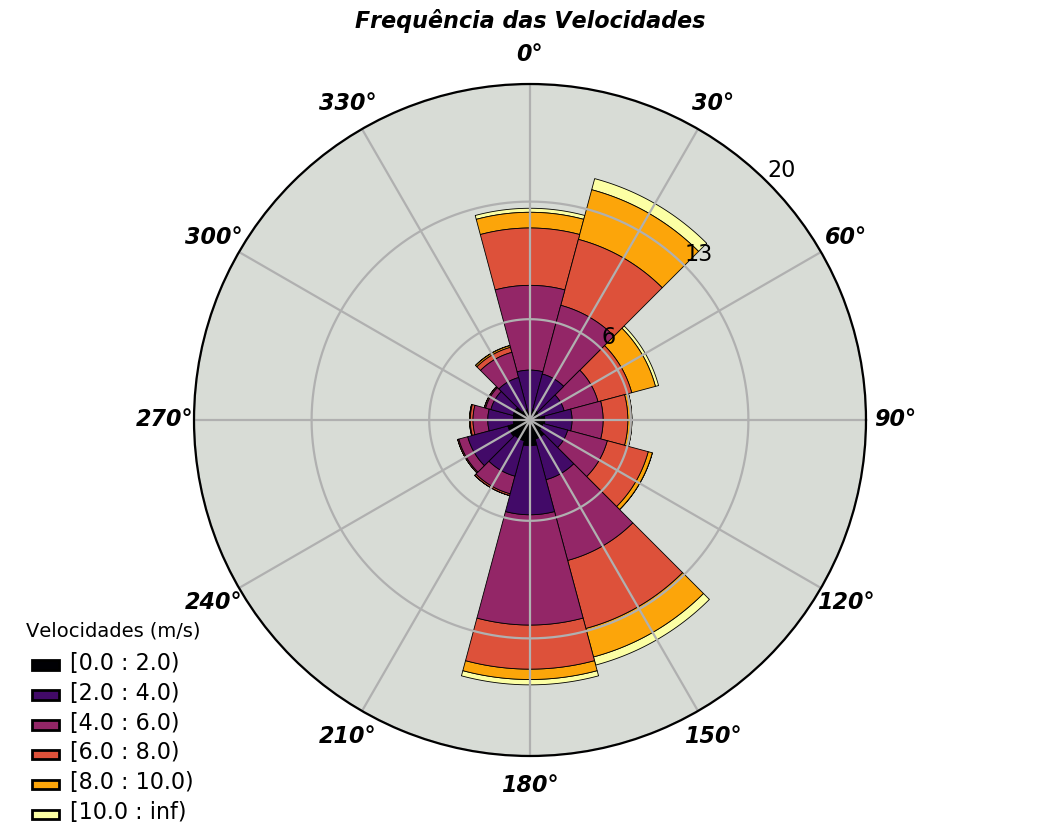 Frequência das Velocidades
0°
330°
30°
20
300°
60°
13
6
270°
90°
240°
120°
210°
150°
180°
Velocidades (m/s)
[0.0 : 2.0)
[2.0 : 4.0)
[4.0 : 6.0)
[6.0 : 8.0)
[8.0 : 10.0)
[10.0 : inf)